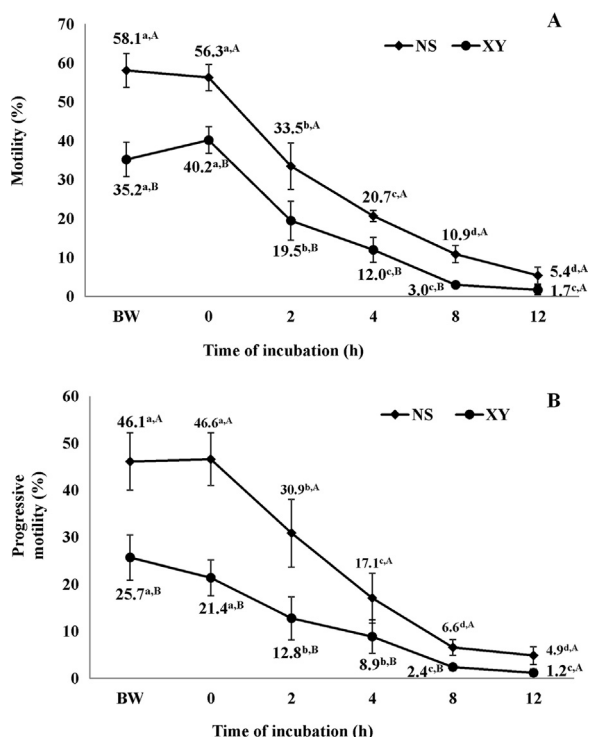 A
70
60
50
40
30
20
10
0
Motility (%)
NS XY
58.1a,A
56.3a,A
33.5b,A
20.7c,A
10.9d,A
5.4d,A
35.2a,B
40.2a,B
19.5b,B
12.0c,B
3.0c,B
1.7c,A
BW 0 2 4 8 12
Time of incubation (h)
B
60
50
40
30
20
10
0
Progressive
motility (%)
NS XY
46.1a,A
46.6a,A
30.9b,A
17.1c,A
6.6d,A
4.9d,A
25.7a,B
21.4a,B
12.8b,B
8.9b,B
2.4c,B
1.2c,A
BW 0 2 4 8 12
Time of incubation (h)